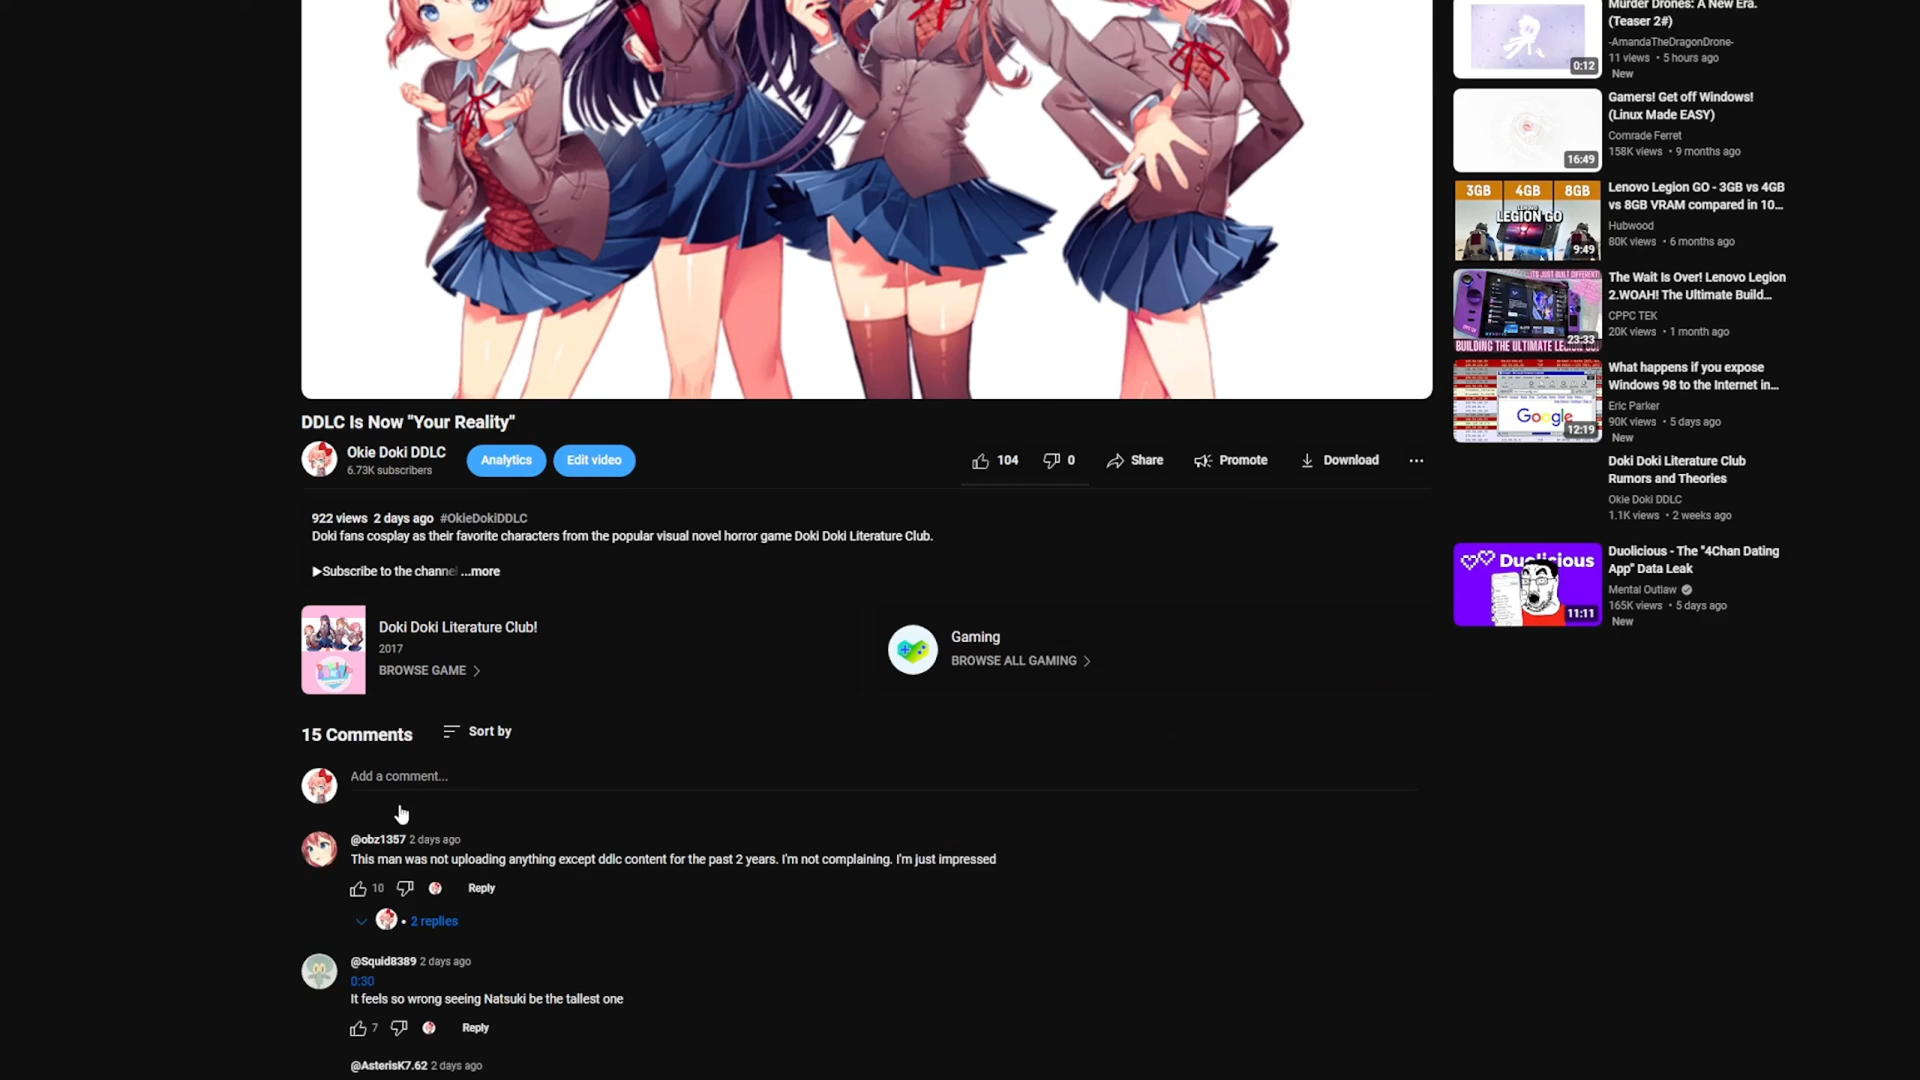 DDLC Is Now "Your Reality"
Okie Doki DDLC
6.73K subscribers
Analytics
Edit video
104
0
Share
Promote
Download
922 views 2 days ago #OkieDokiDDLC
Doki fans cosplay as their favorite characters from the popular visual novel horror game Doki Doki Literature Club.
▶Subscribe to the channel ...more
Doki Doki Literature Club!
2017
BROWSE GAME
Gaming
BROWSE ALL GAMING
15 Comments
Sort by
Add a comment...
@obz1357 2 days ago
This man was not uploading anything except ddlc content for the past 2 years. I'm not complaining. I'm just impressed
10
Reply
• 2 replies
@Squid8389 2 days ago
0:30
It feels so wrong seeing Natsuki be the tallest one
7
Reply
@AsterisK7.62 2 days ago
Murder Drones: A New Era.
(Teaser 2#)
-AmandaTheDragonDrone-
11 views • 5 hours ago
New
0:12
Gamers! Get off Windows!
(Linux Made EASY)
Comrade Ferret
158K views • 9 months ago
16:49
3GB 4GB 8GB
LEGION GO
9:49
Lenovo Legion GO - 3GB vs 4GB
vs 8GB VRAM compared in 10...
Hubwood
80K views • 6 months ago
ITS JUST BUILT DIFFERENT
BUILDING THE ULTIMATE
23:33
The Wait Is Over! Lenovo Legion
2.WOAH! The Ultimate Build...
CPPC TEK
20K views • 1 month ago
Google
12:19
What happens if you expose
Windows 98 to the Internet in...
Eric Parker
90K views • 5 days ago
New
Doki Doki Literature Club
Rumors and Theories
Okie Doki DDLC
1.1K views • 2 weeks ago
11:11
Duolicious - The "4Chan Dating
App" Data Leak
Mental Outlaw
165K views • 5 days ago
New